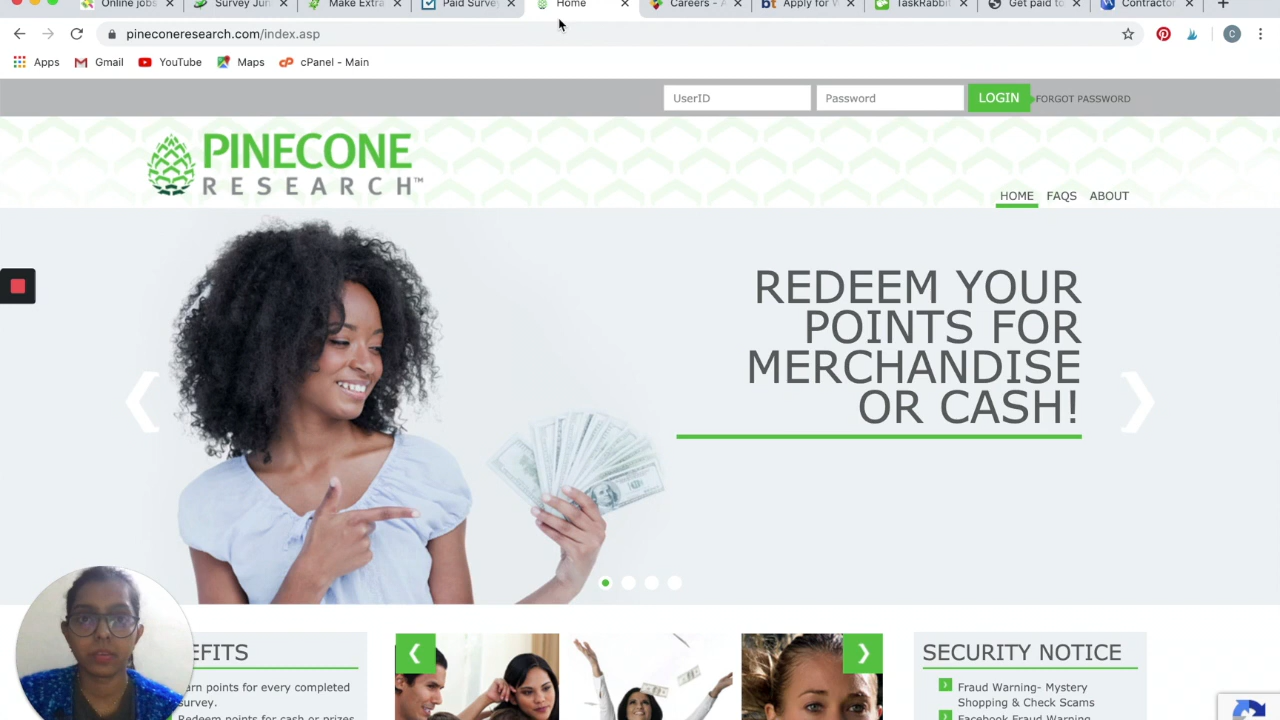 Online jobs
Survey Jun
Make Extra
Paid Survey
Home
Careers - A
Apply for W
TaskRabbit
Get paid to
Contractor
pineconeresearch.com/index.asp
C
Apps
Gmail
YouTube
Maps
cPanel - Main
UserID
Password
LOGIN
FORGOT PASSWORD
PINECONE
RESEARCH™
HOME
FAQS
ABOUT
REDEEM YOUR
POINTS FOR
MERCHANDISE
OR CASH!
EFITS
arn points for every completed
survey.
Redeem points for cash or prizes
SECURITY NOTICE
Fraud Warning- Mystery
Shopping & Check Scams
Facebook Fraud Warning